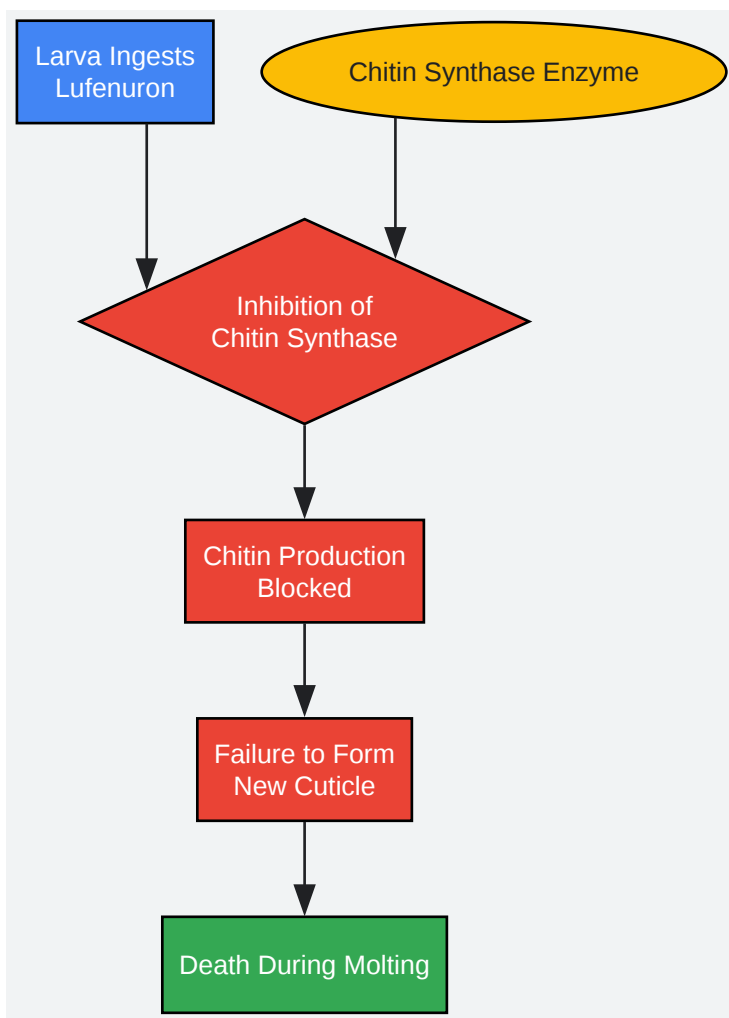 Larva Ingests
Lufenuron
Chitin Synthase Enzyme
Inhibition of
Chitin Synthase
Chitin Production
Blocked
Failure to Form
New Cuticle
Death During Molting